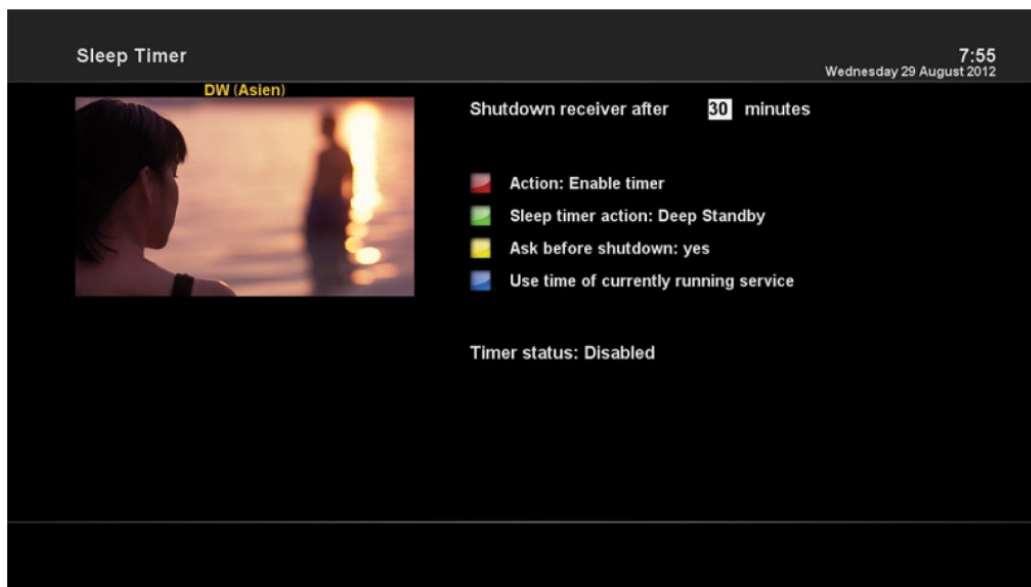 Sleep Timer
7:55
Wednesday 29 August 2012
DW (Asien)
Shutdown receiver after 30 minutes
Action: Enable timer
Sleep timer action: Deep Standby
Ask before shutdown: yes
Use time of currently running service
Timer status: Disabled